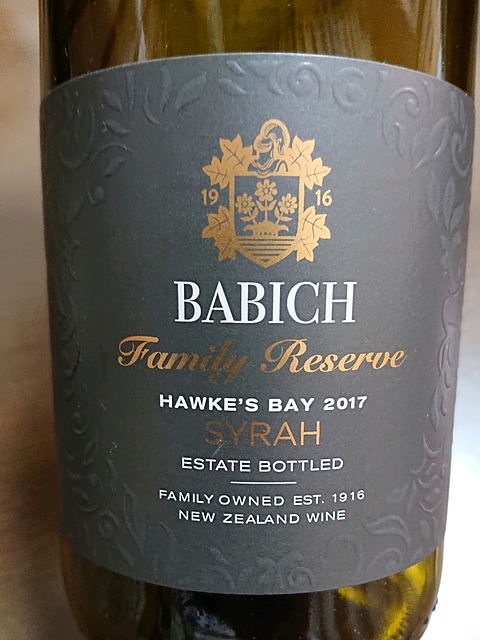 19 16
BABICH
Family Reserve
HAWKE'S BAY 2017
SYRAH
ESTATE BOTTLED
FAMILY OWNED EST. 1916
NEW ZEALAND WINE